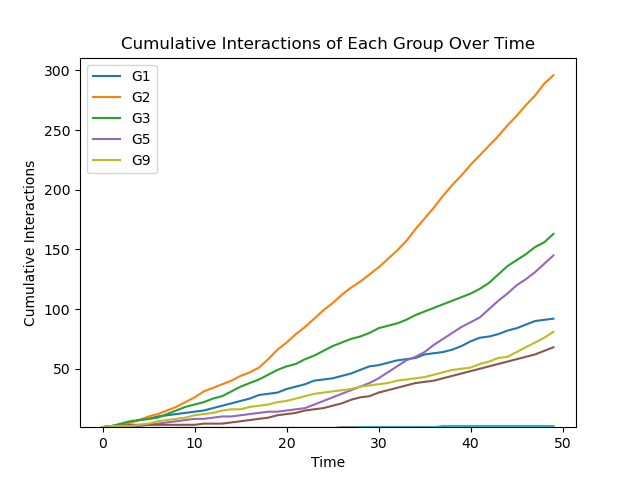 Cumulative Interactions of Each Group Over Time
300
250
200
150
100
50
Cumulative Interactions
G1
G2
G3
G5
G9
0 10 20 30 40 50
Time